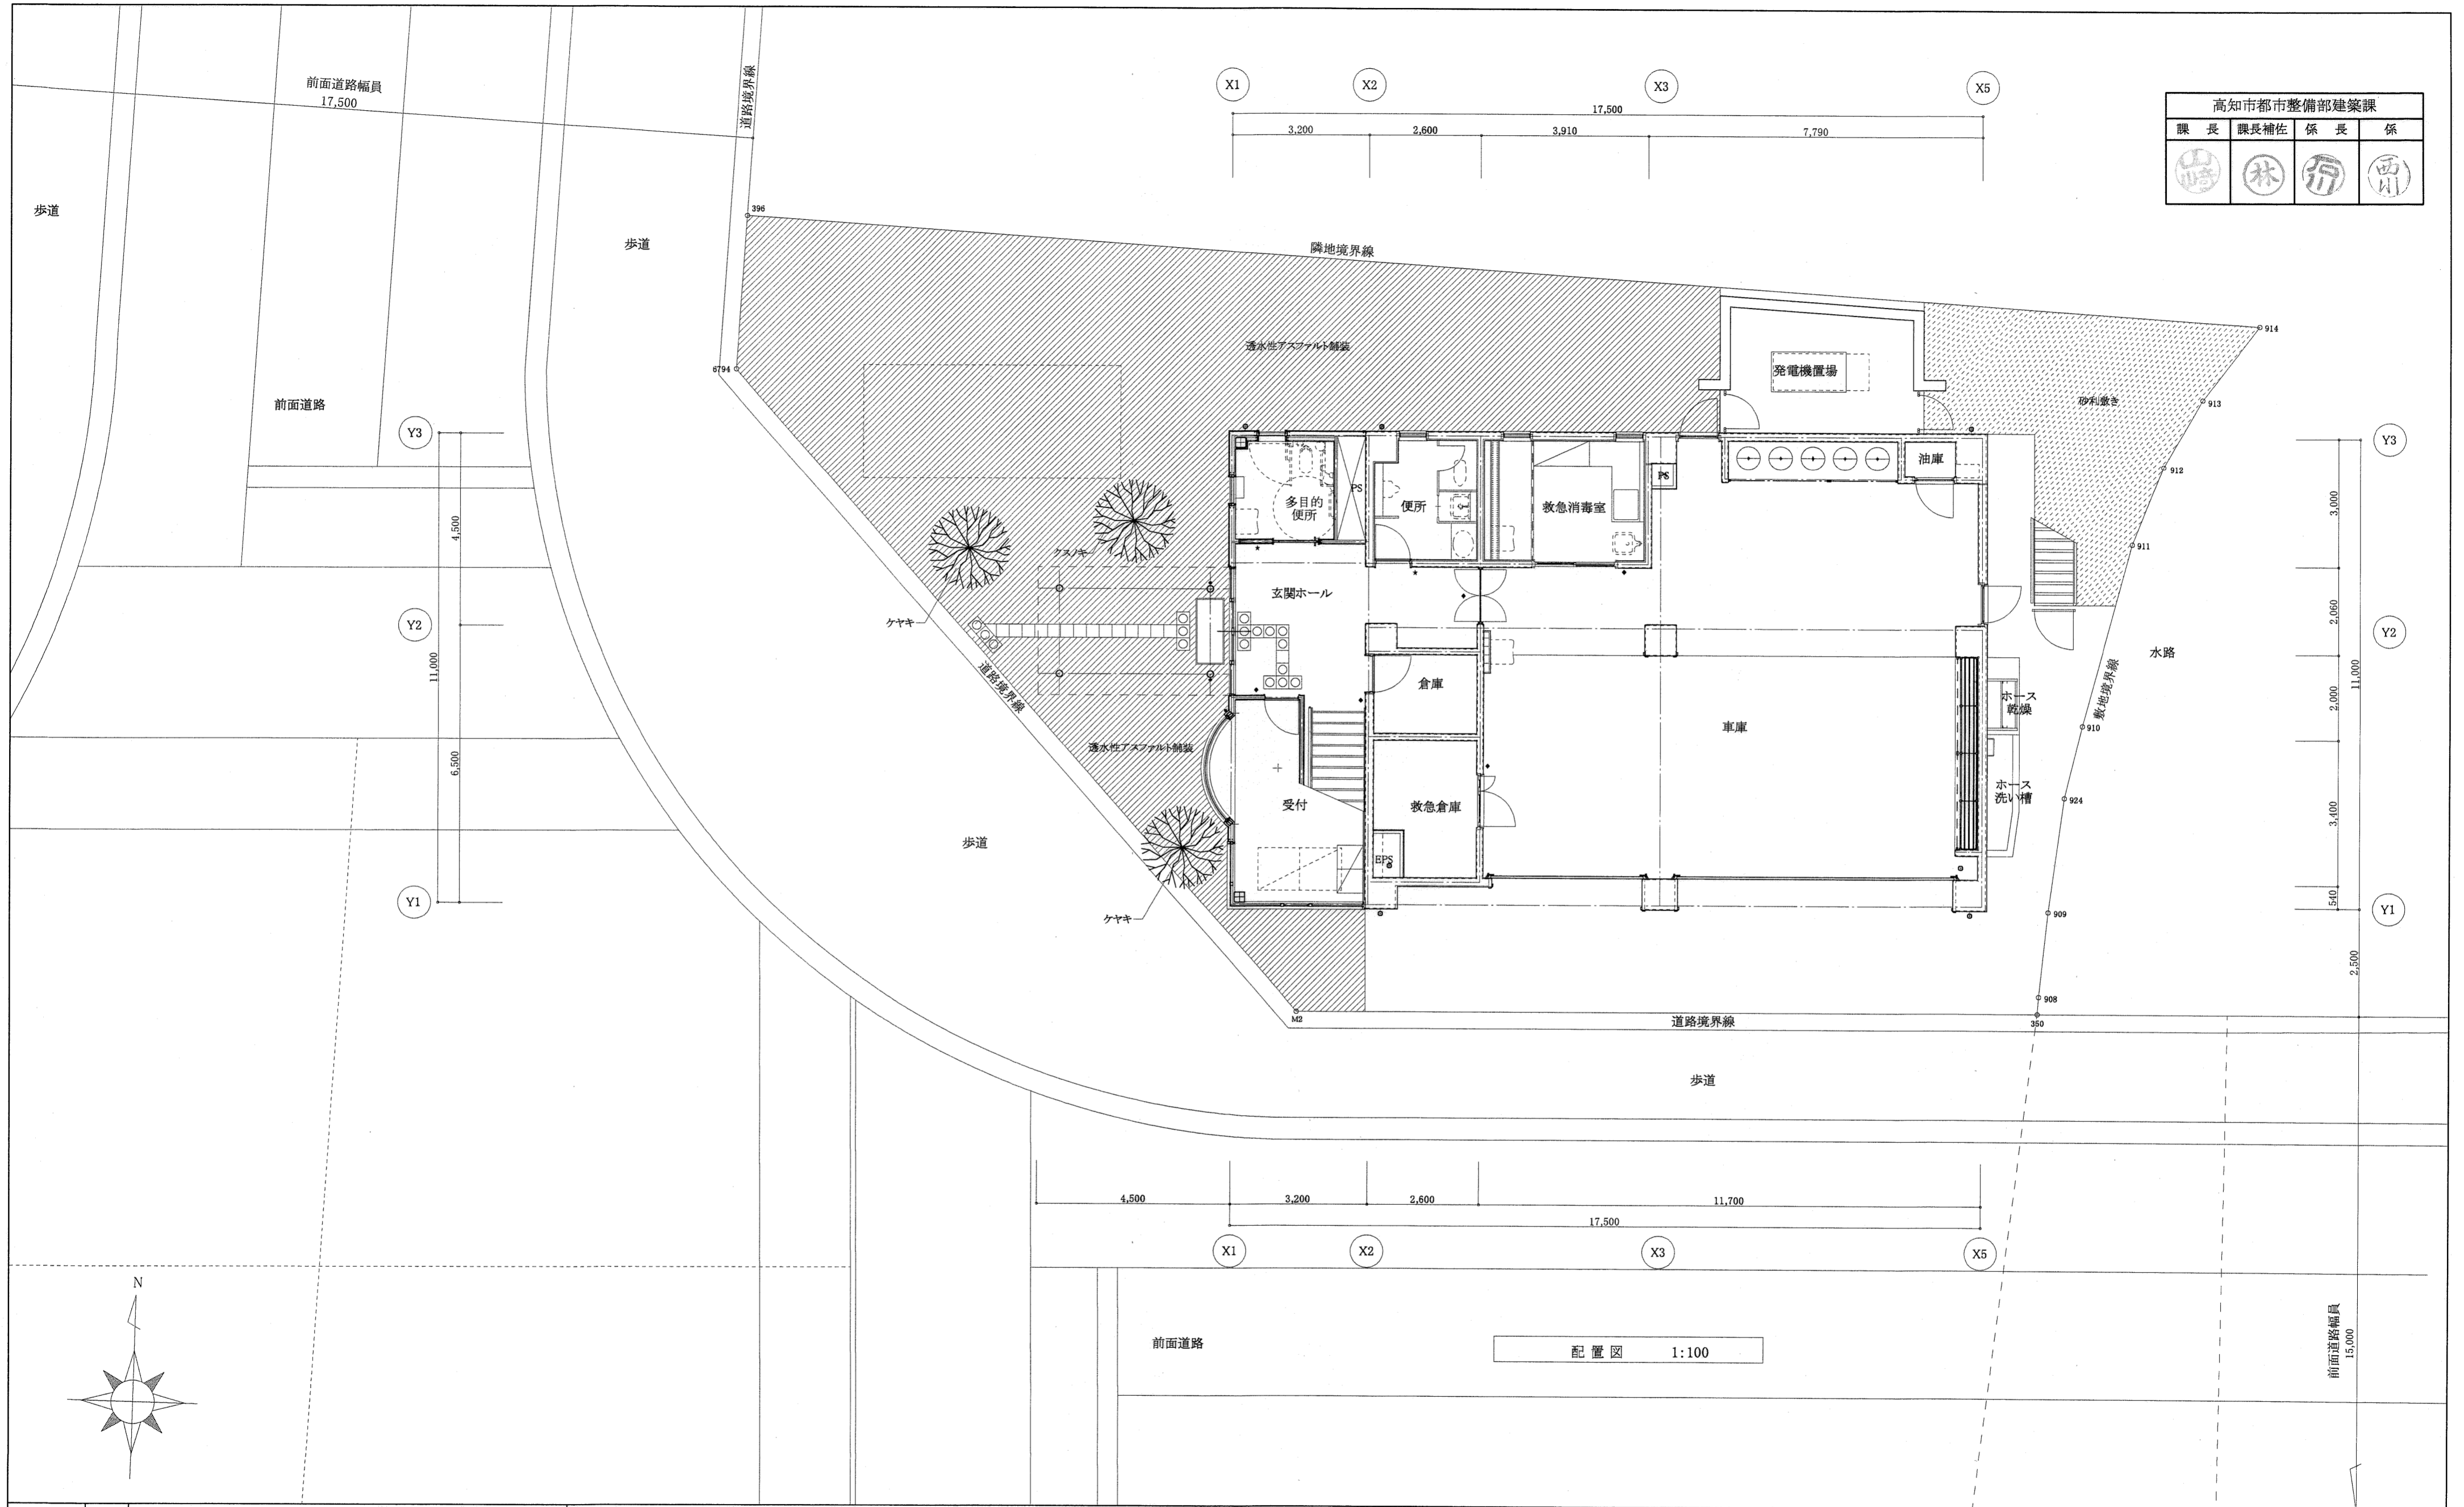 前面道路幅員
17,500
道路境界線
X1
X2
X3
X5
17,500
3,200
2,600
3,910
7,790
高知市都市整備部建築課
課 長
課長補佐
係 長
係
山崎
林
西川
歩道
歩道
396
隣地境界線
透水性アスファルト舗装
914
発電機置場
砂利敷き
913
6794
前面道路
Y3
Y3
912
油庫
PS
PS
多目的
便所
便所
救急消毒室
クスノキ
4,500
3,000
911
玄関ホール
ケヤキ
Y2
Y2
2,060
水路
11,000
道路境界線
倉庫
敷地境界線
ホース
乾燥
2,000
11,000
車庫
910
透水性アスファルト舗装
6,500
受付
救急倉庫
ホース
洗い槽
924
3,400
歩道
EPS
540
ケヤキ
Y1
Y1
909
2,500
908
M2
道路境界線
350
歩道
4,500
3,200
2,600
11,700
17,500
X1
X2
X3
X5
N
前面道路
配置図 1:100
前面道路幅員
15,000